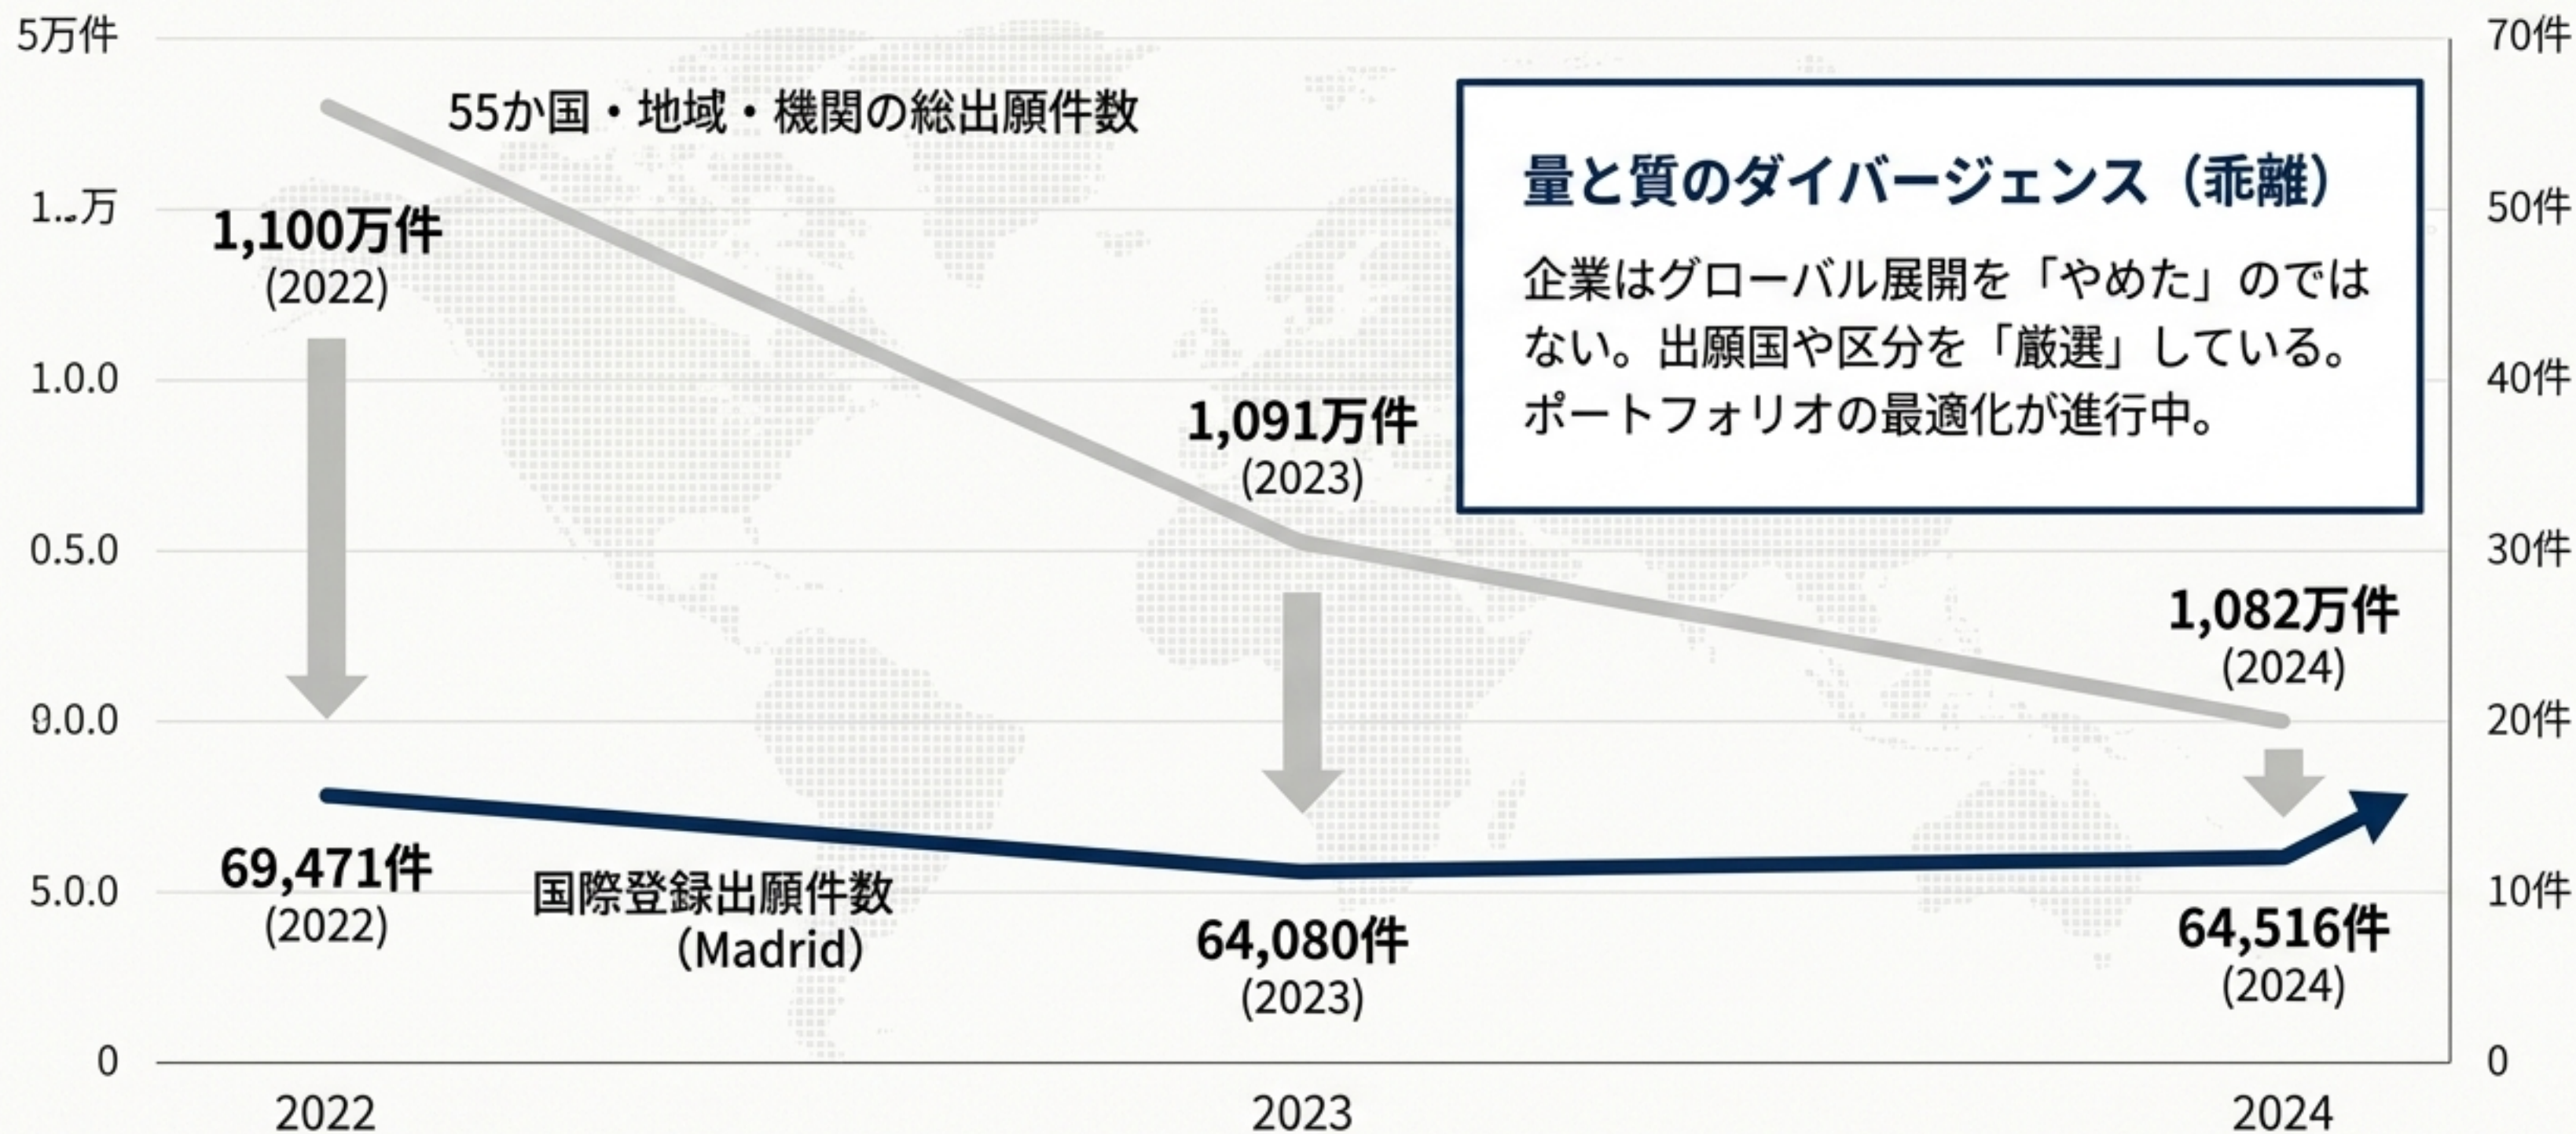 5万件
1..万
1.0.0
0.5.0
9.0.0
5.0.0
0
55か国・地域・機関の総出願件数
1,100万件
(2022)
1,091万件
(2023)
1,082万件
(2024)
量と質のダイバージェンス（乖離）
企業はグローバル展開を「やめた」のでは
ない。出願国や区分を「厳選」している。
ポートフォリオの最適化が進行中。
69,471件
(2022)
国際登録出願件数
（Madrid）
64,080件
(2023)
64,516件
(2024)
70件
50件
40件
30件
20件
10件
0
2022
2023
2024